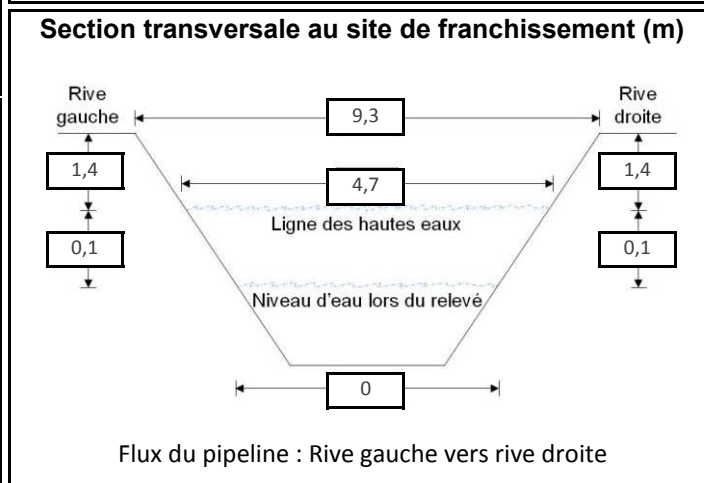 Section transversale au site de franchissement (m)
Rive gauche
9,3
Rive droite
1,4
4,7
1,4
Ligne des hautes eaux
0,1
0,1
Niveau d'eau lors du relevé
0
Flux du pipeline : Rive gauche vers rive droite